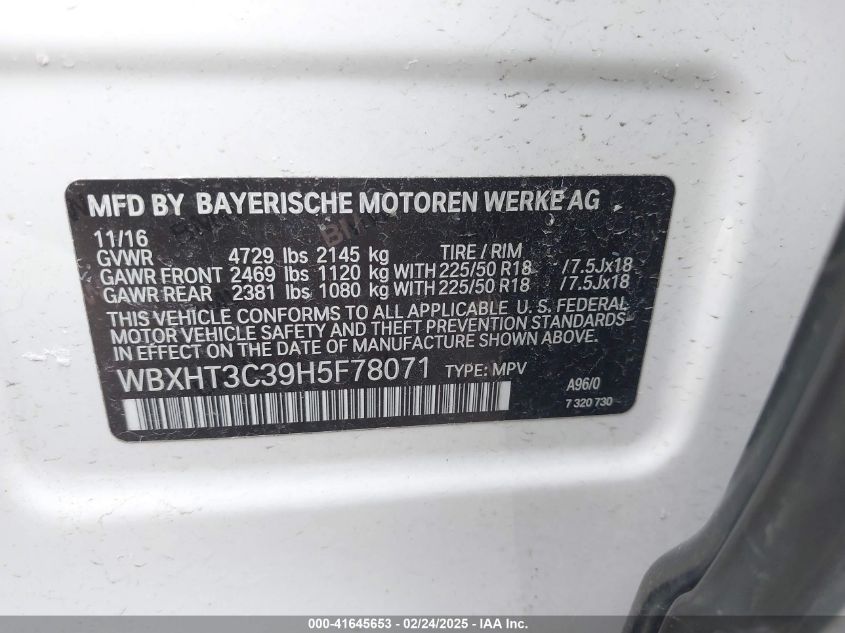 MFD BY BAYERISCHE MOTOREN WERKE AG
11/16
GVWR 4729 lbs 2145 kg TIRE / RIM
GAWR FRONT 2469 lbs 1120 kg WITH 225/50 R18 /7.5Jx18
GAWR REAR 2381 lbs 1080 kg WITH 225/50 R18 /7.5Jx18
THIS VEHICLE CONFORMS TO ALL APPLICABLE U. S. FEDERAL
MOTOR VEHICLE SAFETY AND THEFT PREVENTION STANDARDS
IN EFFECT ON THE DATE OF MANUFACTURE SHOWN ABOVE.
WBXHT3C39H5F78071 TYPE: MPV
A96/0
7 320 730
000-41645653 - 02/24/2025 - IAA Inc.